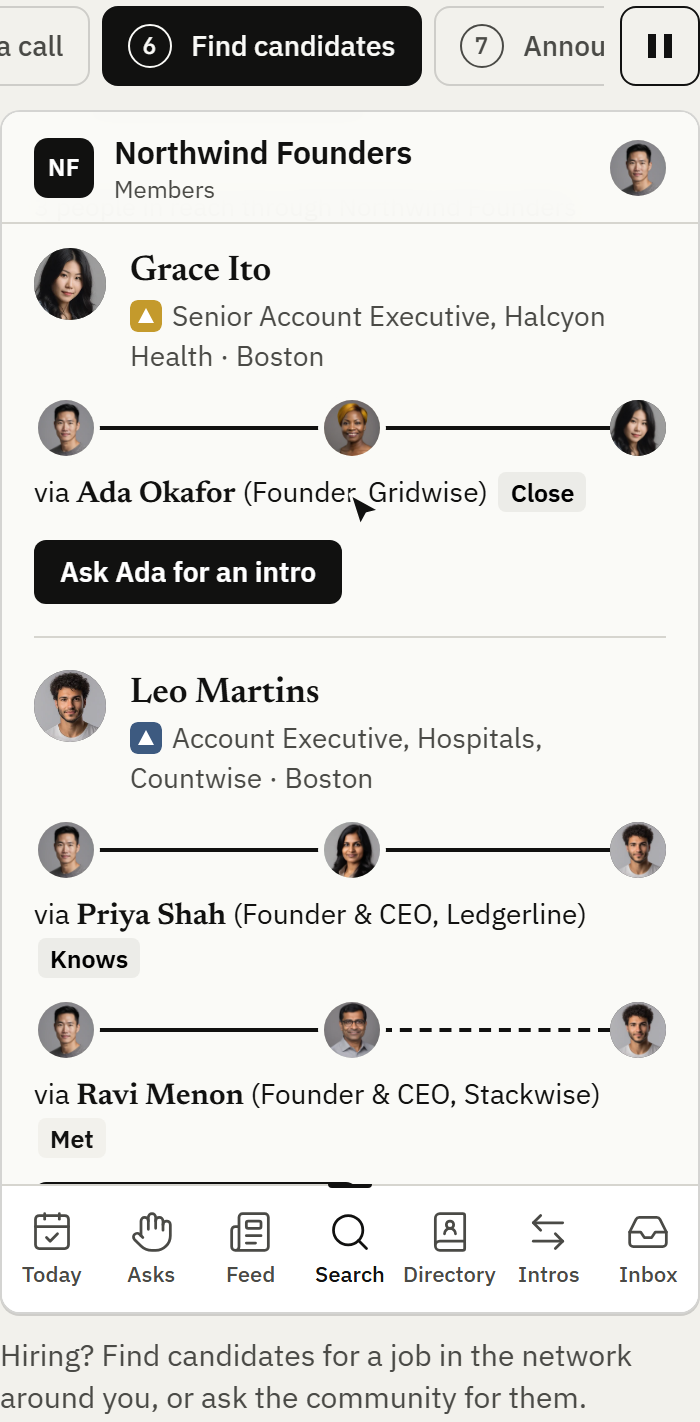 a call
6 Find candidates
7 Annou
NF
Northwind Founders
Members
Grace Ito
Senior Account Executive, Halcyon
Health · Boston
via Ada Okafor (Founder, Gridwise) Close
Ask Ada for an intro
Leo Martins
Account Executive, Hospitals,
Countwise · Boston
via Priya Shah (Founder & CEO, Ledgerline)
Knows
via Ravi Menon (Founder & CEO, Stackwise)
Met
Today
Asks
Feed
Search
Directory
Intros
Inbox
Hiring? Find candidates for a job in the network
around you, or ask the community for them.